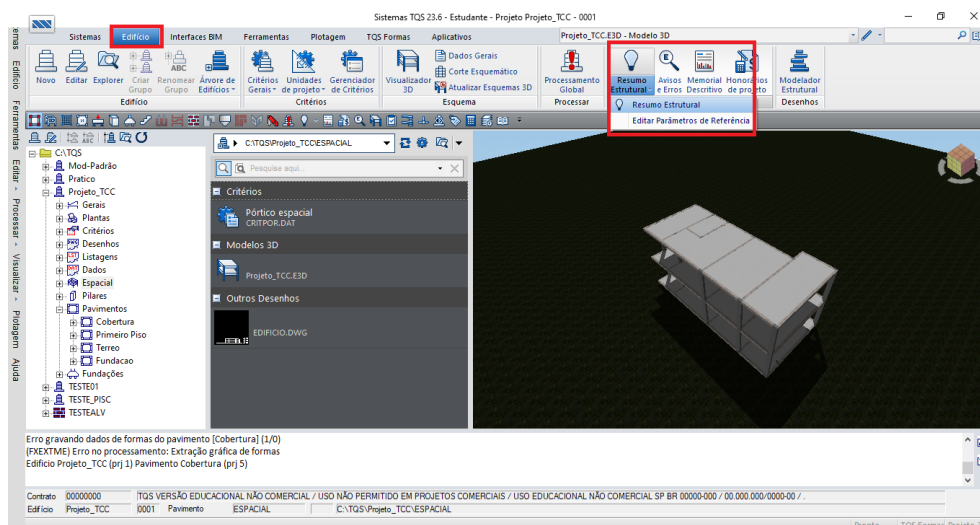 Sistemas TQS 23.6 - Estudante - Projeto Projeto_TCC - 0001
Sistemas Edifício Interfaces BIM Ferramentas Plotagem TQS Formas Aplicativos
Projeto_TCC.E3D - Modelo 3D
Novo
Editar
Explorer
Criar Grupo
Renomear Grupo
Árvore de Edifícios
Edifício
Critérios Gerais
Unidades de projeto
Gerenciador de Critérios
Critérios
Visualizador 3D
Dados Gerais
Corte Esquemático
Atualizar Esquemas 3D
Esquema
Processamento Global
Processar
Resumo Estrutural
Avisos e Erros
Memorial Descritivo
Honorários de projeto
Modelador Estrutural
Desenhos
Resumo Estrutural
Editar Parâmetros de Referência
Edifício
Ferramentas
Editar
Processar
Visualizar
Plotagem
Ajuda
ABC
C:\TQS
Mod-Padrão
Pratico
Projeto_TCC
Gerais
Plantas
Critérios
Desenhos
Listagens
Dados
Espacial
Pilares
Pavimentos
Cobertura
Primeiro Piso
Terreo
Fundacao
Fundações
TESTE01
TESTE_PISC
TESTEALV
C:\TQS\Projeto_TCC\ESPACIAL
Pesquise aqui...
Critérios
Pórtico espacial
CRITPOR.DAT
Modelos 3D
Projeto_TCC.E3D
Outros Desenhos
EDIFICIO.DWG
Erro gravando dados de formas do pavimento [Cobertura] (1/0)
(FXEXTME) Erro no processamento: Extração gráfica de formas
Edificio Projeto_TCC (prj 1) Pavimento Cobertura (prj 5)
Contrato 00000000 TQS VERSÃO EDUCACIONAL NÃO COMERCIAL / USO NÃO PERMITIDO EM PROJETOS COMERCIAIS / USO EDUCACIONAL NÃO COMERCIAL SP BR 00000-000 / 00.000.000/0000-00 / .
Edifício Projeto_TCC 0001 Pavimento ESPACIAL C:\TQS\Projeto_TCC\ESPACIAL
Pronto TQS Formas Projeto